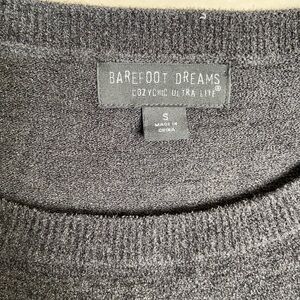 BAREFOOT DREAMS
COZYCHIC ULTRA LITE®
S
MADE IN
CHINA